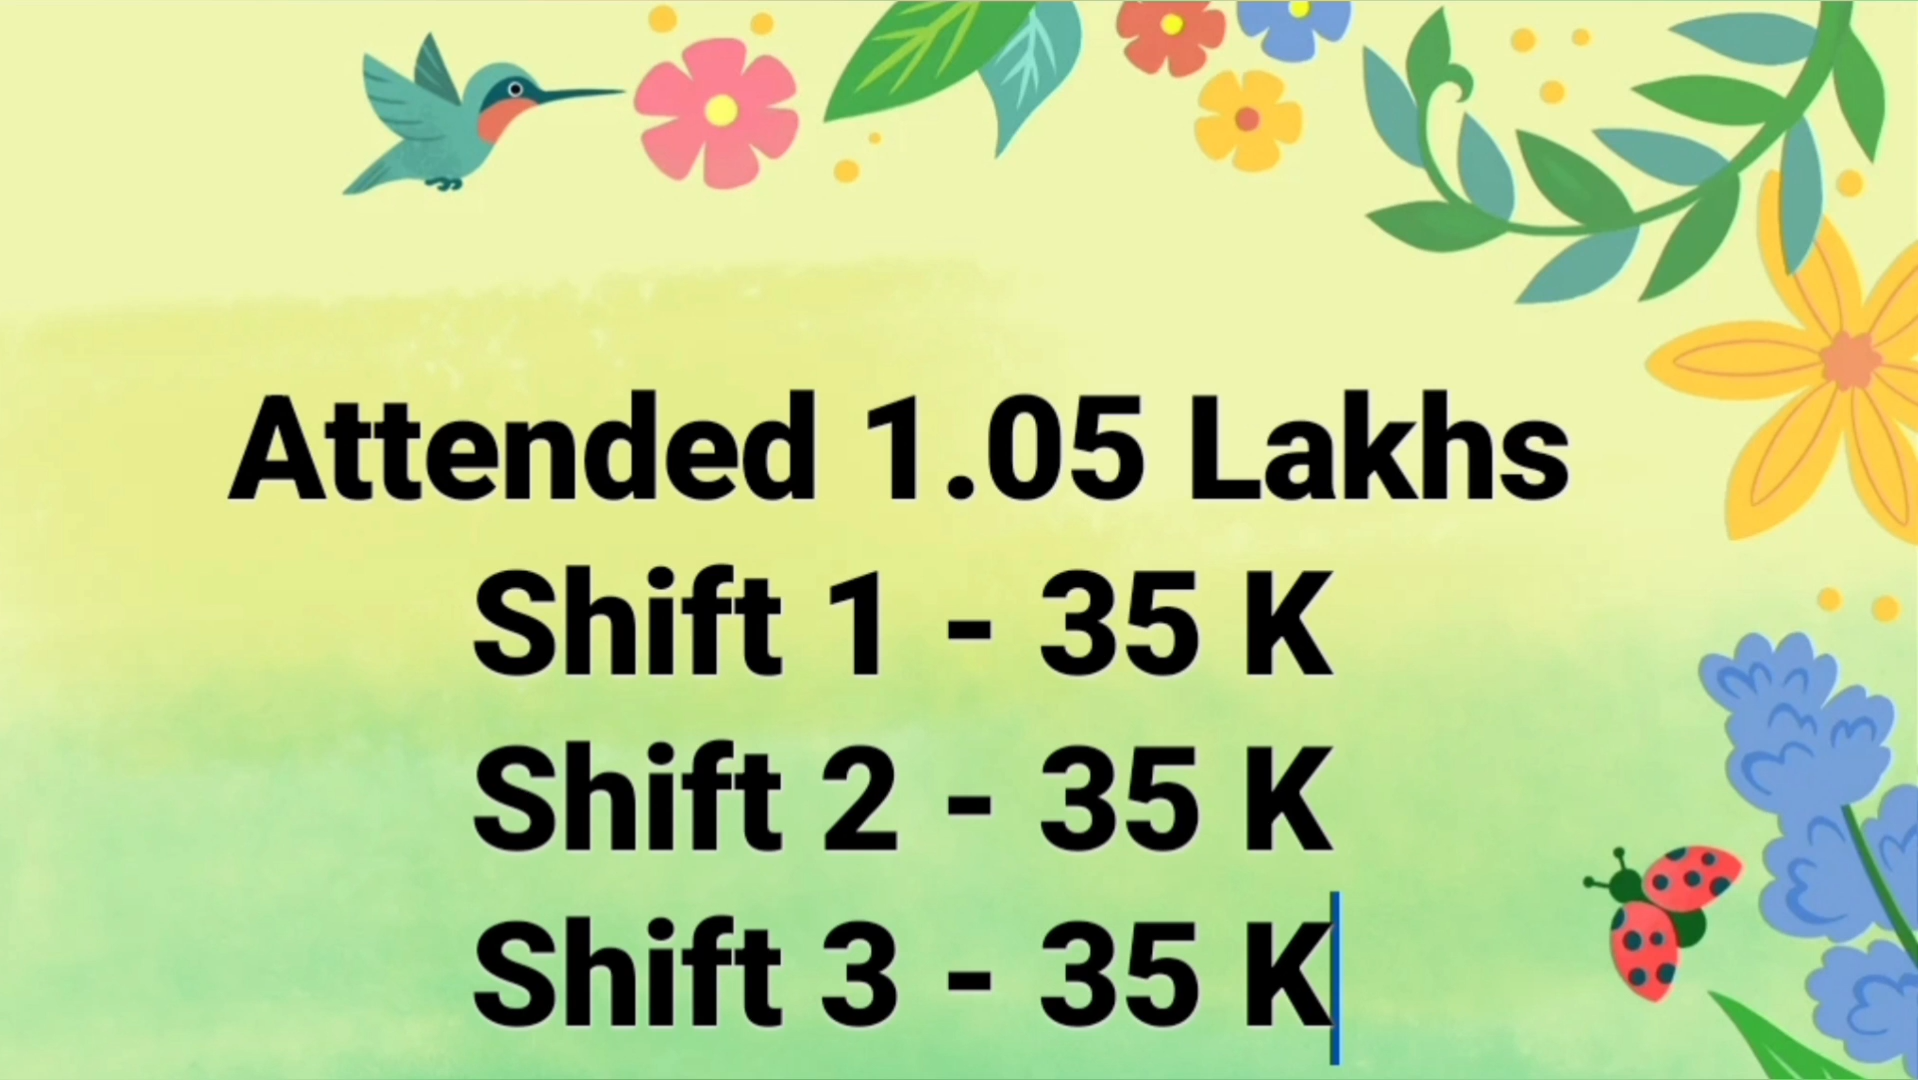 Attended 1.05 Lakhs
Shift 1 - 35 K
Shift 2 - 35 K
Shift 3 - 35 K